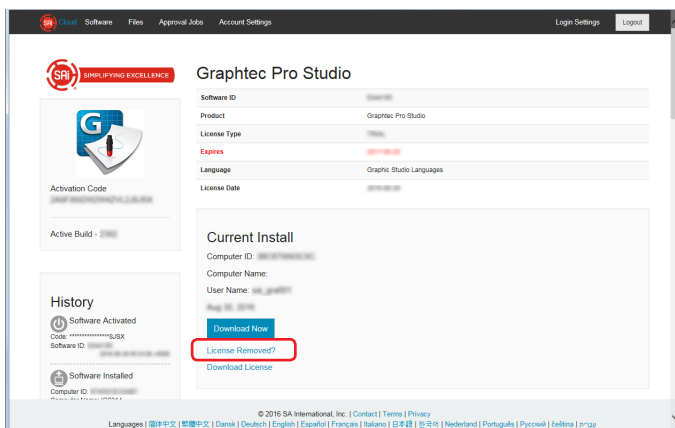 SAi Cloud Software Files Approval Jobs Account Settings Login Settings Logout
SAi SIMPLIFYING EXCELLENCE
Graphtec Pro Studio
Software ID
Product Graphtec Pro Studio
License Type
Expires
Language Graphic Studio Languages
License Date
G
Activation Code
Active Build -
Current Install
Computer ID:
Computer Name:
User Name:
Aug 30, 2016
Download Now
License Removed?
Download License
History
Software Activated
Code: ***************SJSX
Software ID:
Software Installed
Computer ID:
© 2016 SA International, Inc. | Contact | Terms | Privacy
Languages | 简体中文 | 繁體中文 | Dansk | Deutsch | English | Español | Français | Italiano | 日本語 | 한국어 | Nederland | Português | Русский | čeština | עברית